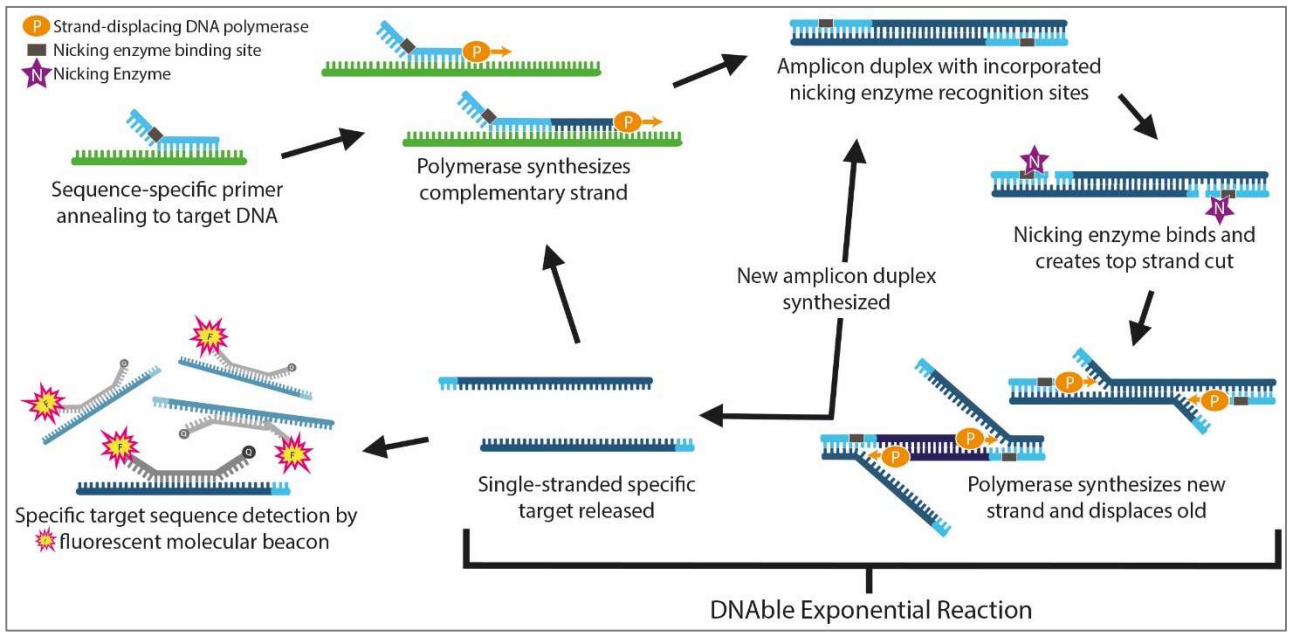 P Strand-displacing DNA polymerase
Nicking enzyme binding site
N Nicking Enzyme
P
P
Sequence-specific primer
annealing to target DNA
Polymerase synthesizes
complementary strand
Amplicon duplex with incorporated
nicking enzyme recognition sites
N
N
Nicking enzyme binds and
creates top strand cut
New amplicon duplex
synthesized
P
P
P
P
Polymerase synthesizes new
strand and displaces old
Single-stranded specific
target released
F
Q
F
Q
F
Q
F
Q
Specific target sequence detection by
F fluorescent molecular beacon
DNAble Exponential Reaction